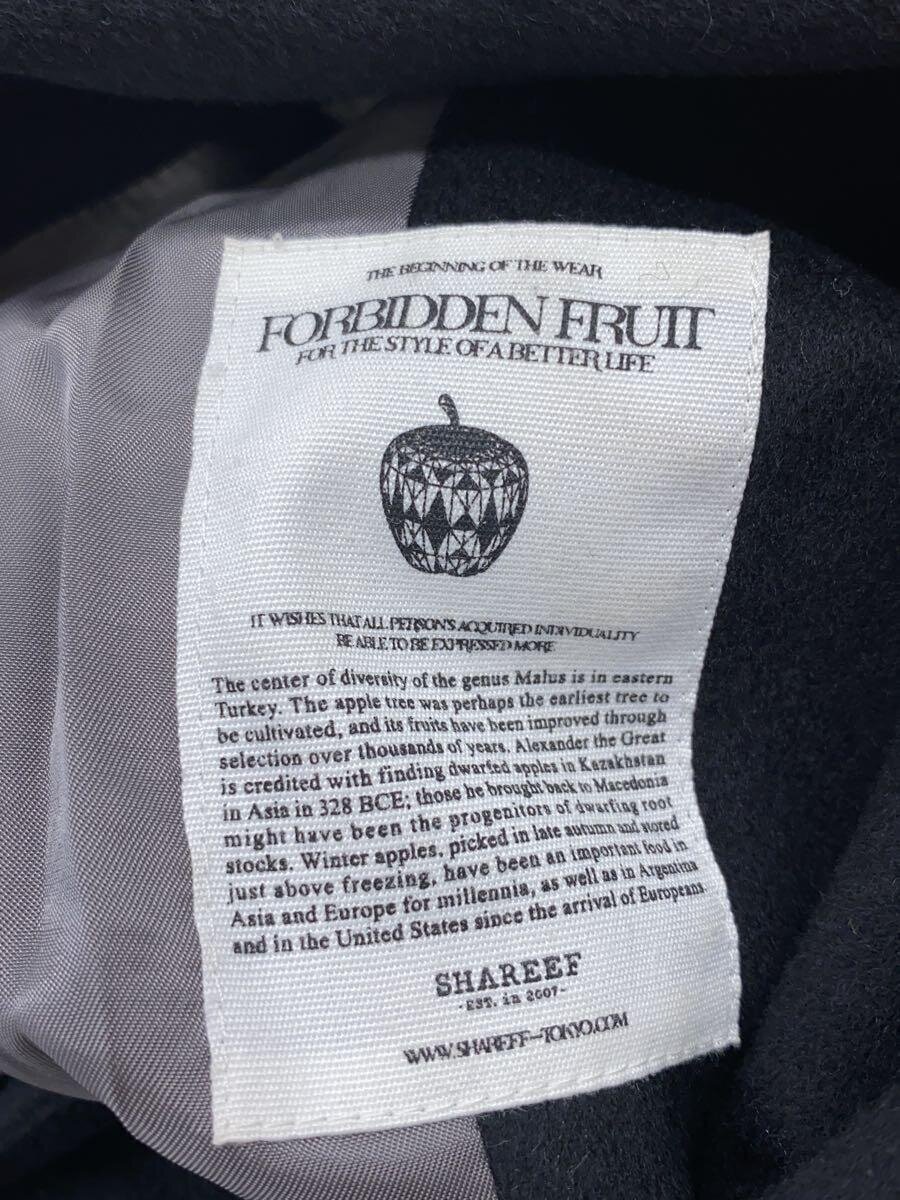 THE BEGINNING OF THE WEAR
FORBIDDEN FRUIT
FOR THE STYLE OF A BETTER LIFE
IT WISHES THAT ALL PERSON'S ACQUIRED INDIVIDUALITY
BE ABLE TO BE EXPRESSED MORE
The center of diversity of the genus Malus is in eastern
Turkey. The apple tree was perhaps the earliest tree to
be cultivated, and its fruits have been improved through
selection over thousands of years. Alexander the Great
is credited with finding dwarfed apples in Kazakhstan
in Asia in 328 BCE; those he brought back to Macedonia
might have been the progenitors of dwarfing root
stocks. Winter apples, picked in late autumn and stored
just above freezing, have been an important food in
Asia and Europe for millennia, as well as in Argentina
and in the United States since the arrival of Europeans.
SHAREEF
-EST. in 2007-
WWW.SHAREEF-TOKYO.COM